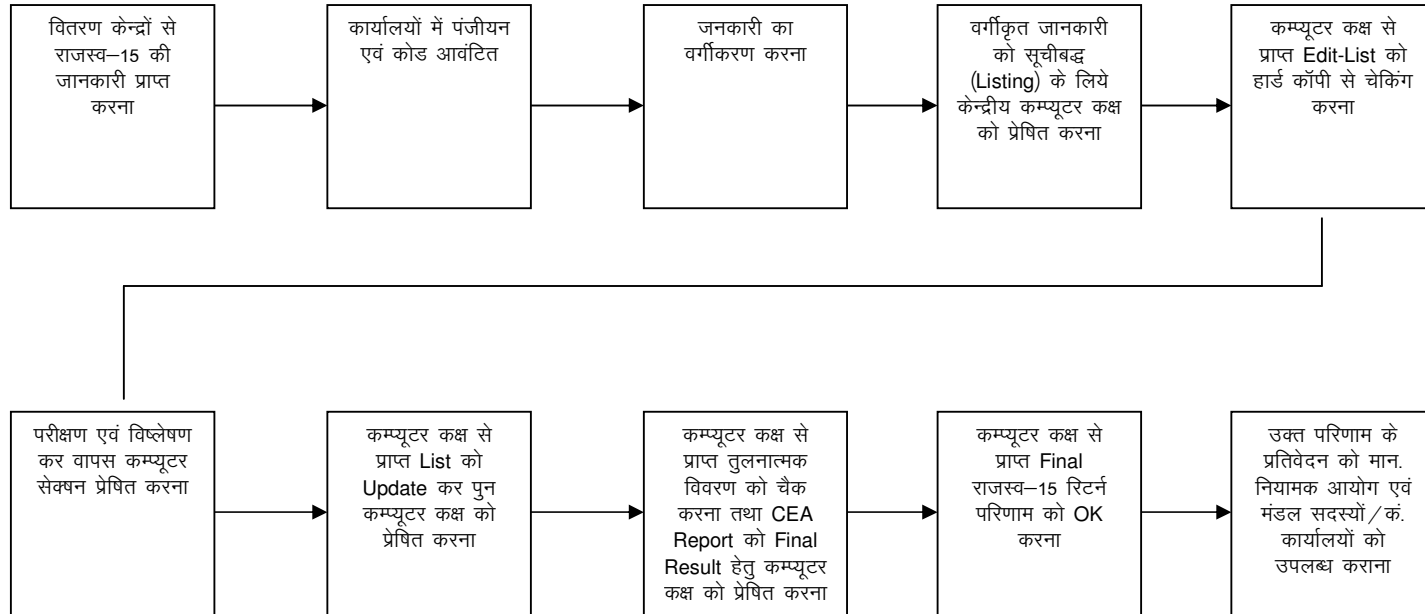 वितरण केन्द्रों से
राजस्व–15 की
जानकारी प्राप्त
करना
कार्यालयों में पंजीयन
एवं कोड आवंटित
जनकारी का
वर्गीकरण करना
वर्गीकृत जानकारी
को सूचीबद्ध
(Listing) के लिये
केन्द्रीय कम्प्यूटर कक्ष
को प्रेषित करना
कम्प्यूटर कक्ष से
प्राप्त Edit-List को
हार्ड कॉपी से चेकिंग
करना
परीक्षण एवं विष्लेषण
कर वापस कम्प्यूटर
सेक्षन प्रेषित करना
कम्प्यूटर कक्ष से
प्राप्त List को
Update कर पुन
कम्प्यूटर कक्ष को
प्रेषित करना
कम्प्यूटर कक्ष से
प्राप्त तुलनात्मक
विवरण को चैक
करना तथा CEA
Report को Final
Result हेतु कम्प्यूटर
कक्ष को प्रेषित करना
कम्प्यूटर कक्ष से
प्राप्त Final
राजस्व–15 रिटर्न
परिणाम को OK
करना
उक्त परिणाम के
प्रतिवेदन को मान.
नियामक आयोग एवं
मंडल सदस्यों/कं.
कार्यालयों को
उपलब्ध कराना